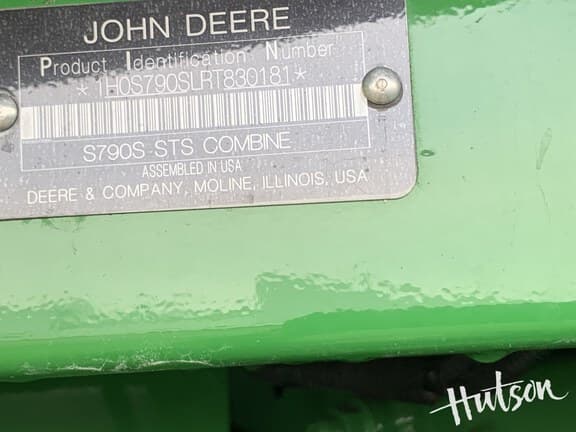 JOHN DEERE
Product Identification Number
*1H0S790SLRT830181*
S790S STS COMBINE
ASSEMBLED IN USA
DEERE & COMPANY, MOLINE, ILLINOIS, USA
Hutson